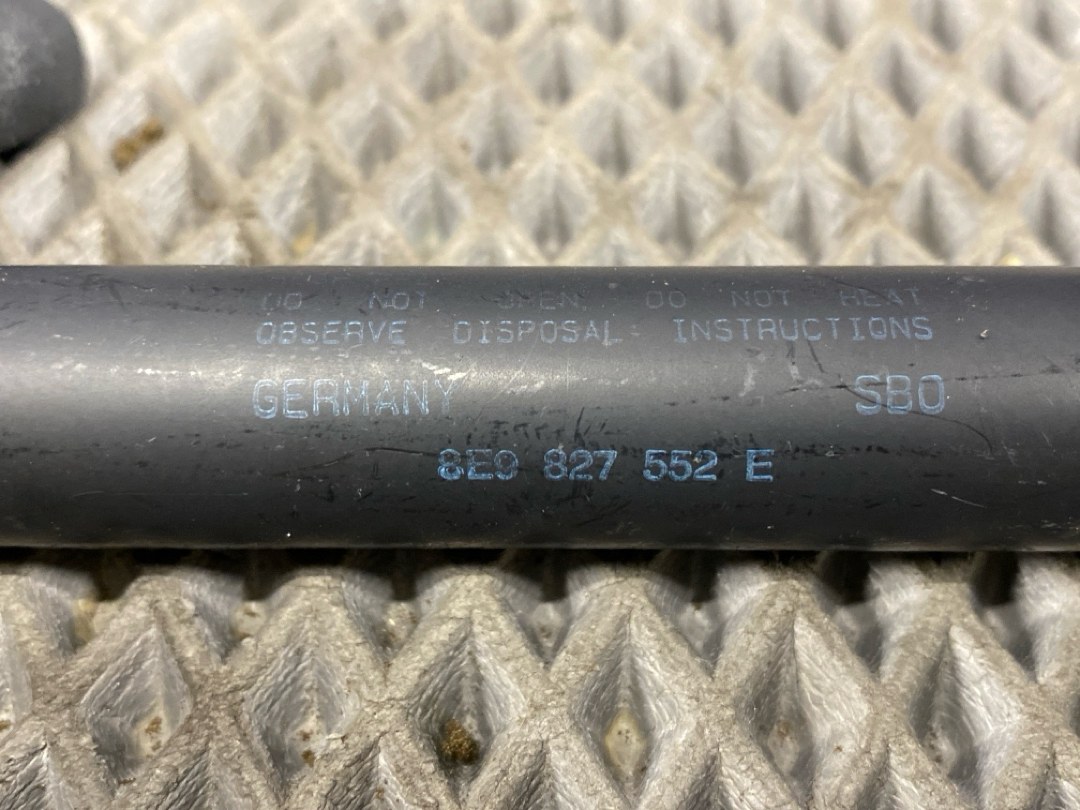 DO NOT OPEN, DO NOT HEAT
OBSERVE DISPOSAL INSTRUCTIONS
GERMANY SBO
8E9 827 552 E